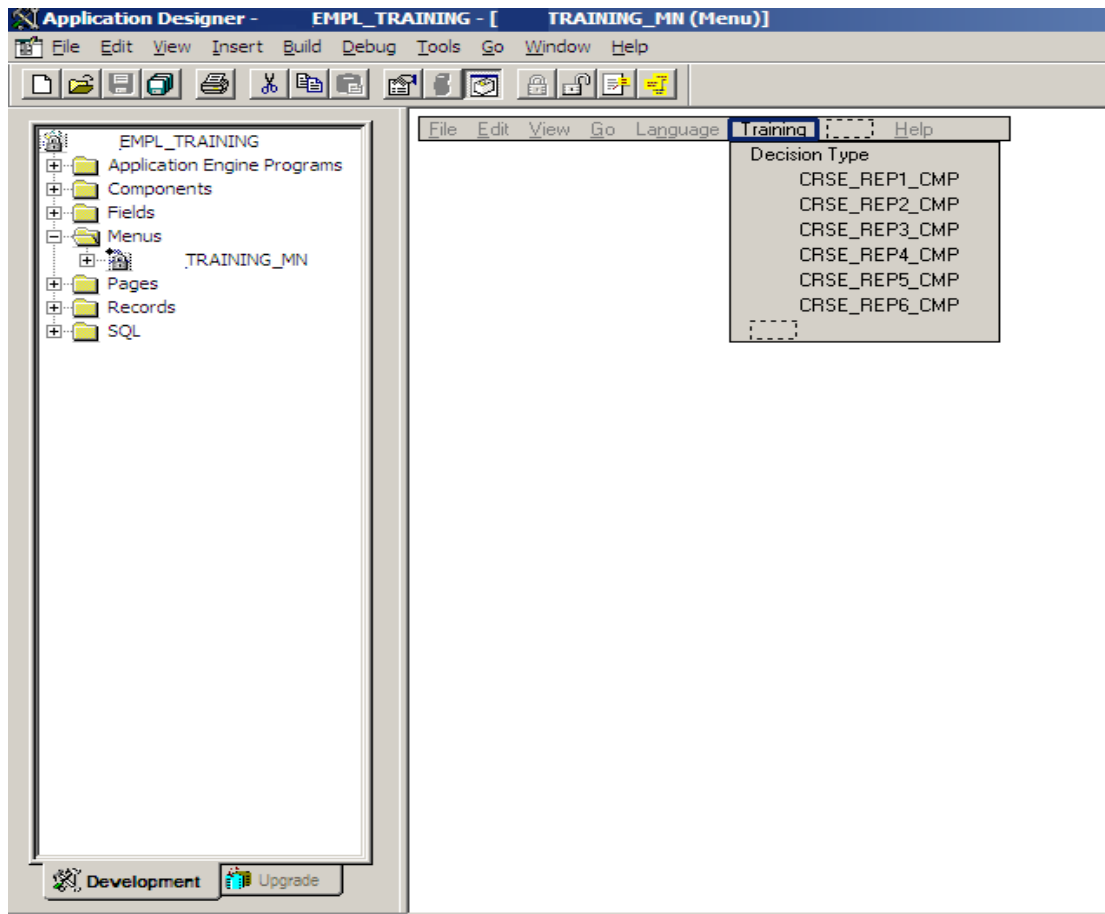 Application Designer - EMPL_TRAINING - [ TRAINING_MN (Menu)]
File Edit View Insert Build Debug Tools Go Window Help
EMPL_TRAINING
Application Engine Programs
Components
Fields
Menus
TRAINING_MN
Pages
Records
SQL
Development
Upgrade
File Edit View Go Language Training Help
Decision Type
CRSE_REP1_CMP
CRSE_REP2_CMP
CRSE_REP3_CMP
CRSE_REP4_CMP
CRSE_REP5_CMP
CRSE_REP6_CMP